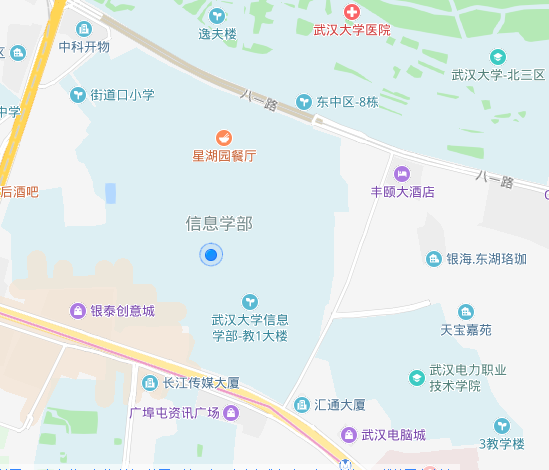 逸夫楼
武汉大学医院
中科开物
区
武汉大学-北三区
街道口小学
八一路
东中区-8栋
中学
星湖园餐厅
八一路
后酒吧
丰颐大酒店
信息学部
银海.东湖珞珈
武汉大学信息
学部-教1大楼
银泰创意城
天宝嘉苑
长江传媒大厦
武汉电力职业
技术学院
广埠屯资讯广场
汇通大厦
武汉电脑城
3教学楼